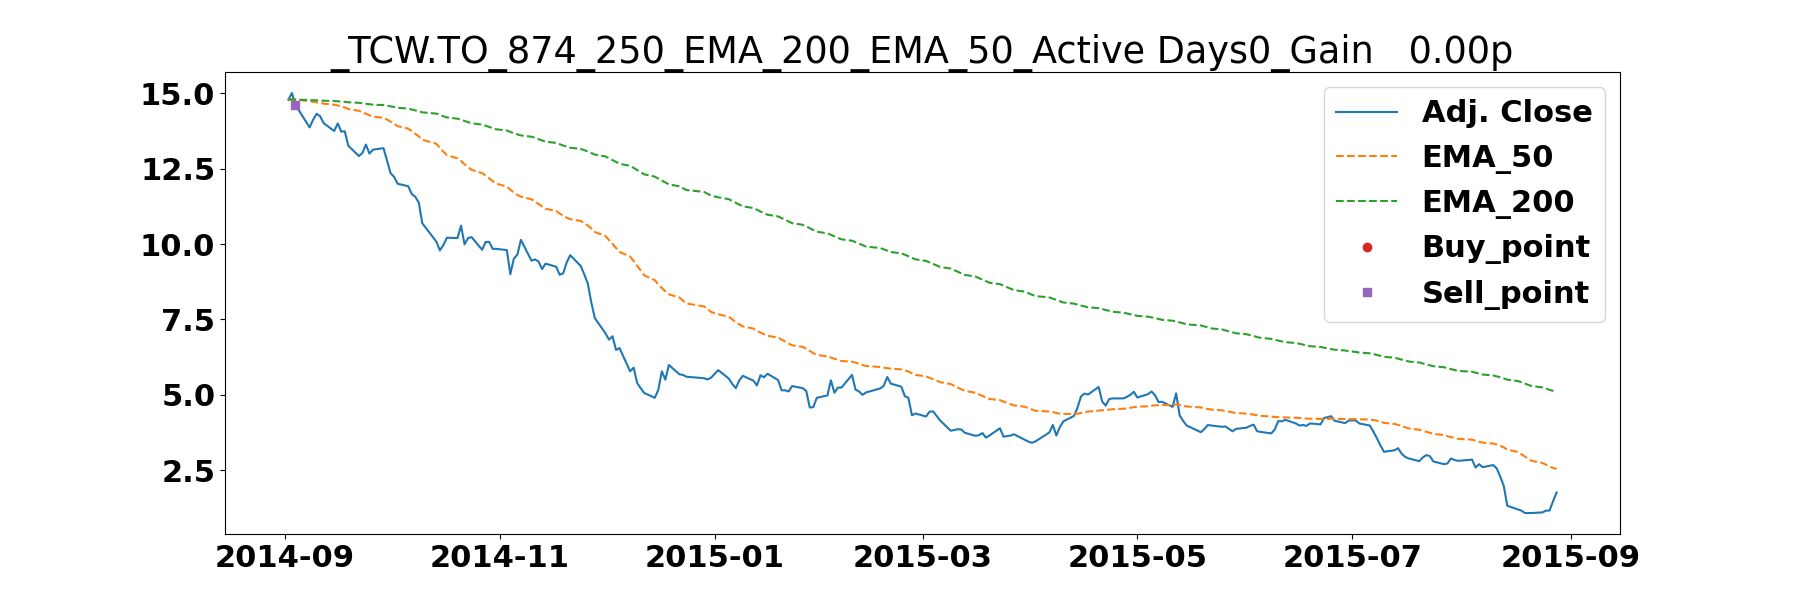 _TCW.TO_874_250_EMA_200_EMA_50_Active Days0_Gain   0.00p
15.0
12.5
10.0
7.5
5.0
2.5
Adj. Close
EMA_50
EMA_200
Buy_point
Sell_point
2014-09 2014-11 2015-01 2015-03 2015-05 2015-07 2015-09